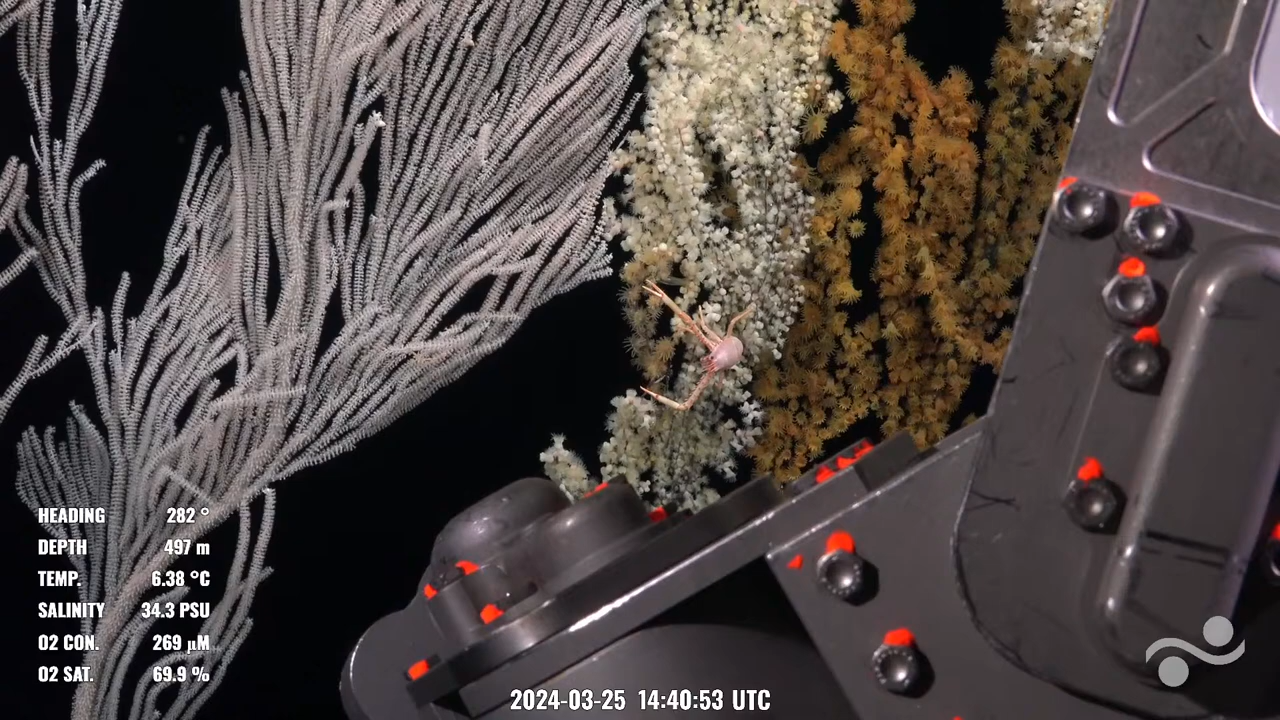 HEADING 282 °
DEPTH 497 m
TEMP. 6.38 °C
SALINITY 34.3 PSU
O2 CON. 269 µM
O2 SAT. 69.9 %
2024-03-25 14:40:53 UTC